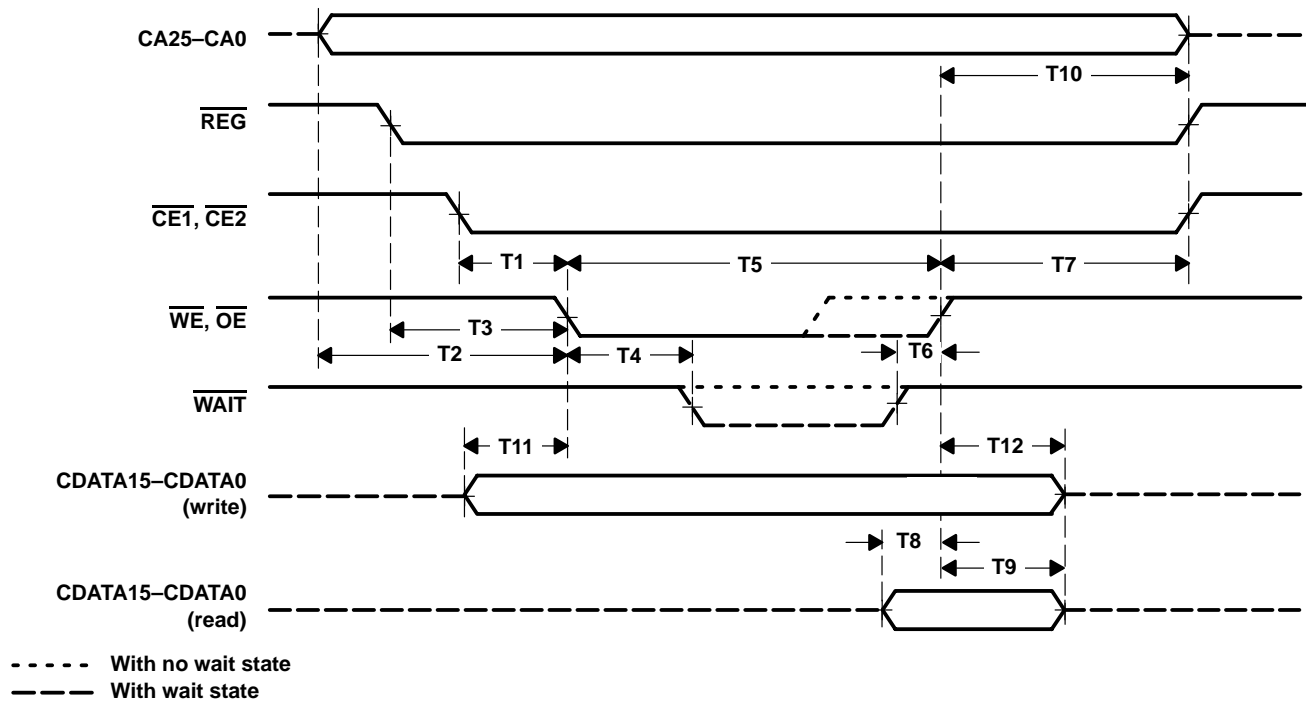 CA25–CA0
T10
REG
CE1, CE2
T1
T5
T7
WE, OE
T3
T6
T2
T4
WAIT
T11
T12
CDATA15–CDATA0
(write)
T8
T9
CDATA15–CDATA0
(read)
With no wait state
With wait state